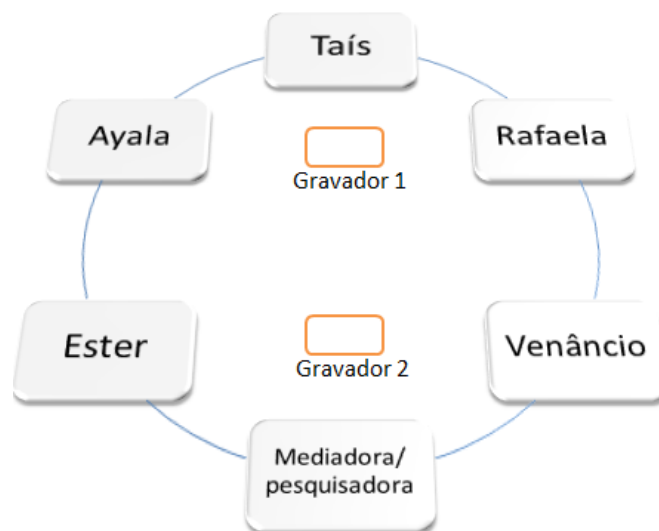 Taís
Ayala
Rafaela
Gravador 1
Ester
Venâncio
Gravador 2
Mediadora/
pesquisadora